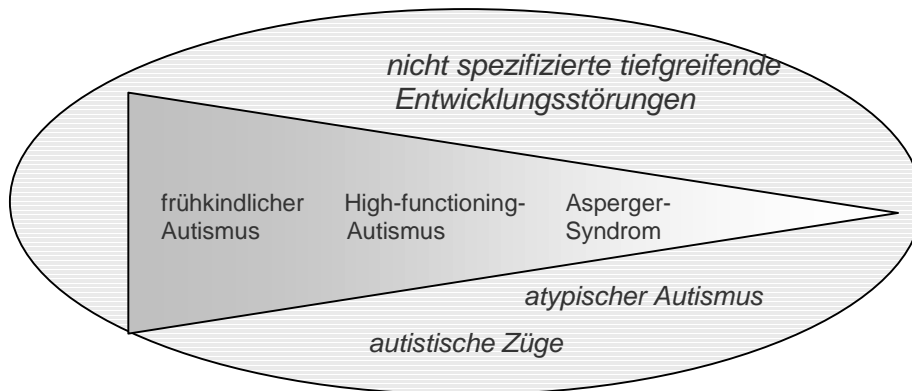 nicht spezifizierte tiefgreifende
Entwicklungsstörungen
frühkindlicher
Autismus
High-functioning-
Autismus
Asperger-
Syndrom
atypischer Autismus
autistische Züge